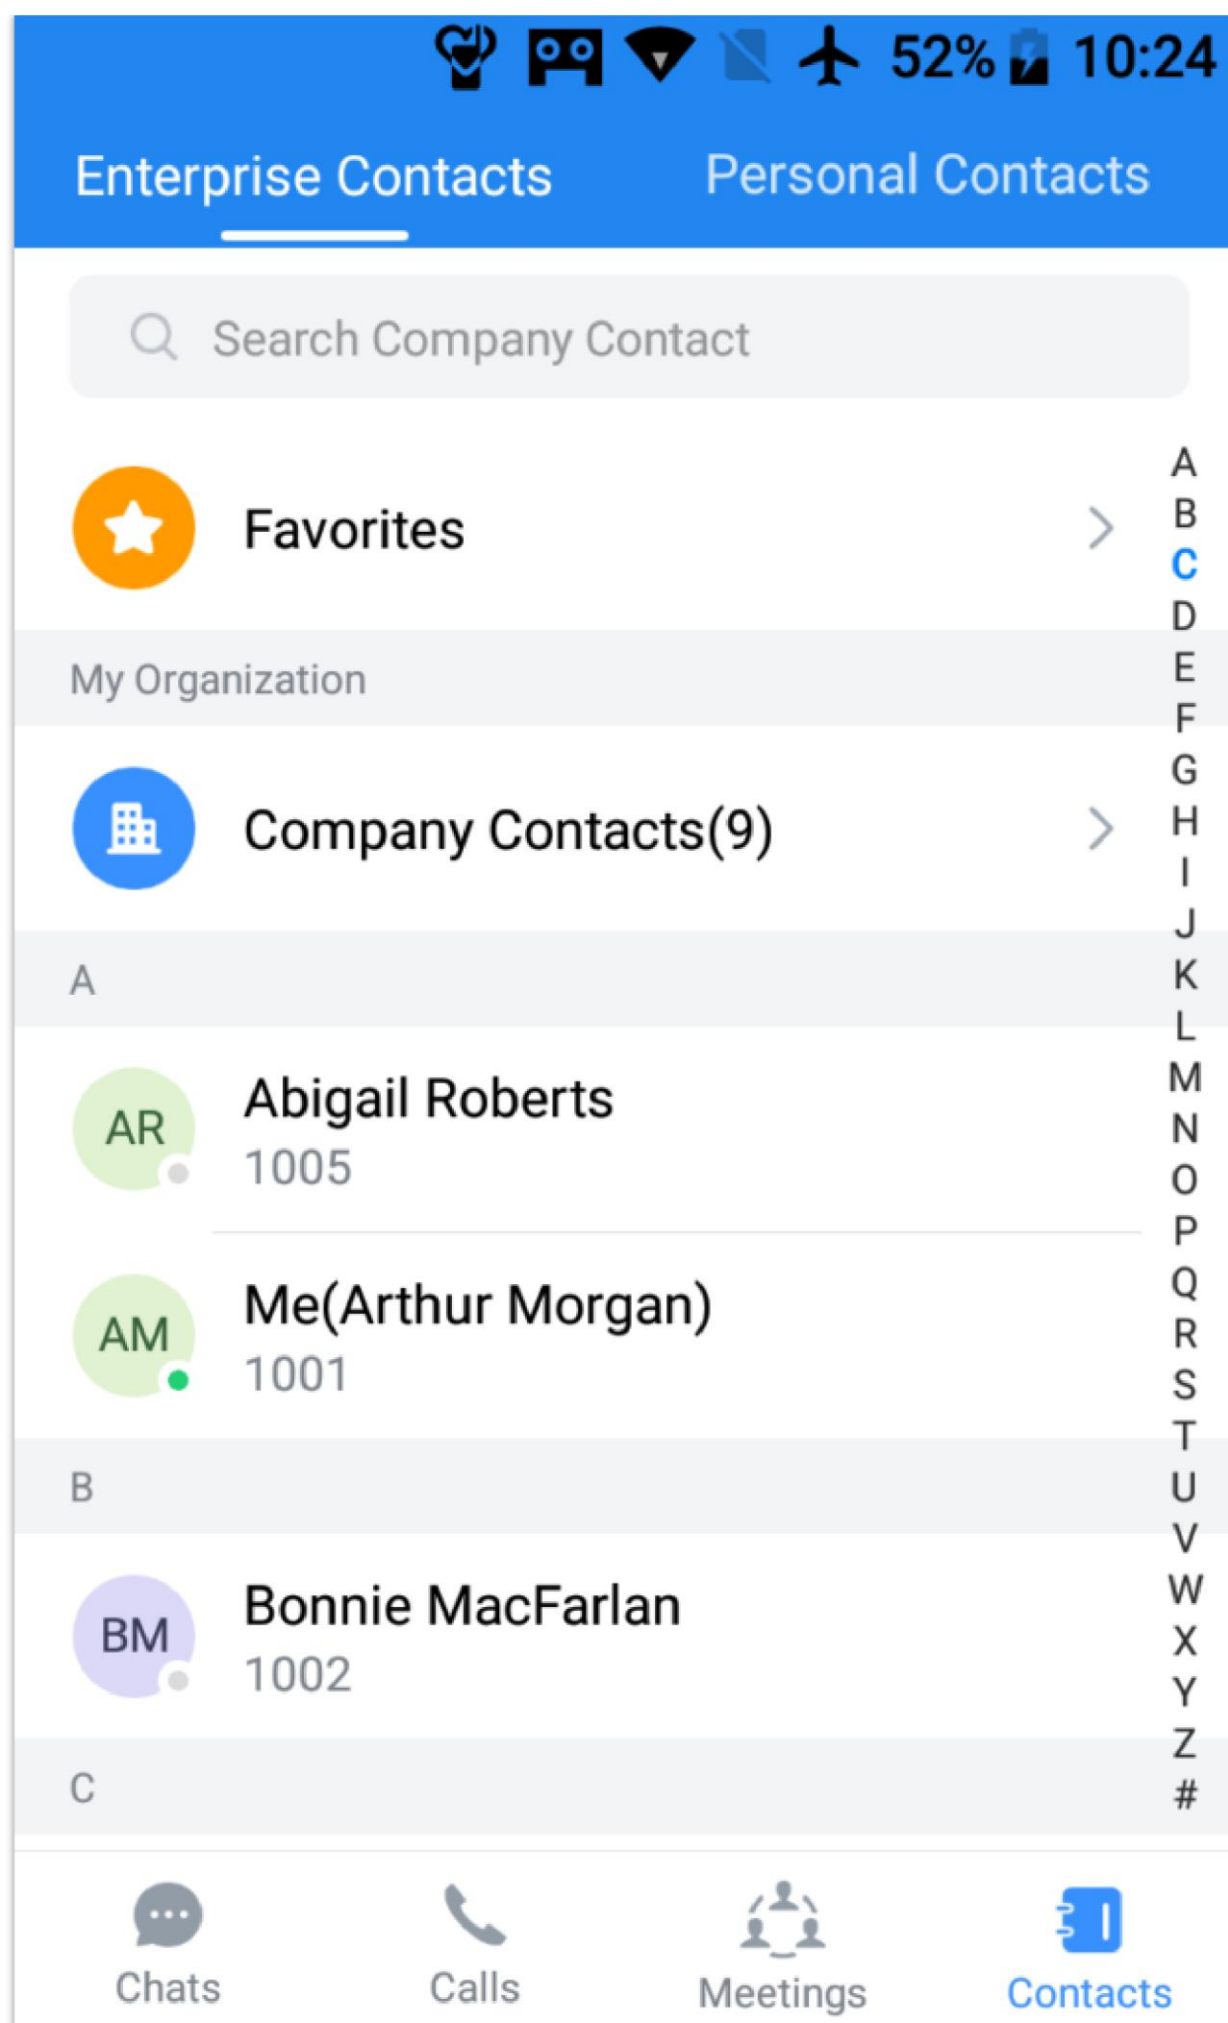 52% 10:24
Enterprise Contacts Personal Contacts
Search Company Contact
Favorites
My Organization
Company Contacts(9)
A
AR
Abigail Roberts
1005
AM
Me(Arthur Morgan)
1001
B
BM
Bonnie MacFarlan
1002
C
A
B
C
D
E
F
G
H
I
J
K
L
M
N
O
P
Q
R
S
T
U
V
W
X
Y
Z
#
Chats Calls Meetings Contacts